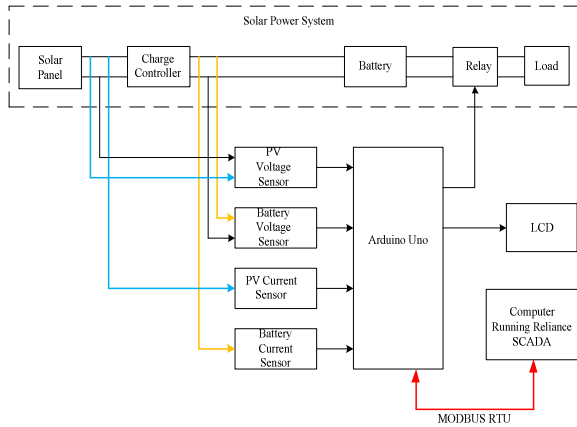 Solar Power System
Solar
Panel
Charge
Controller
Battery
Relay
Load
PV
Voltage
Sensor
Battery
Voltage
Sensor
PV Current
Sensor
Battery
Current
Sensor
Arduino Uno
LCD
Computer
Running Reliance
SCADA
MODBUS RTU